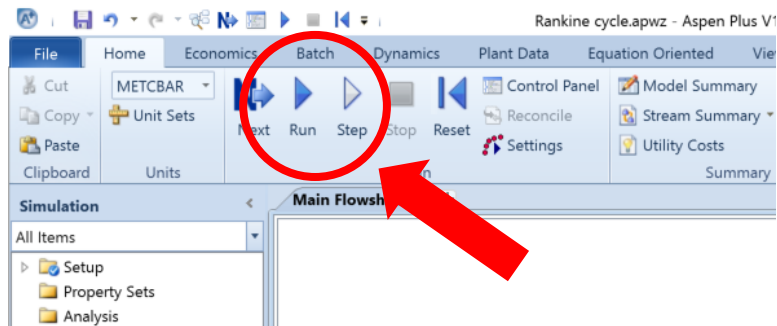 Rankine cycle.apwz - Aspen Plus V1
File Home Economics Batch Dynamics Plant Data Equation Oriented Vie
Cut METCBAR Control Panel Model Summary
Copy Unit Sets Next Run Step Stop Reset Reconcile Stream Summary
Paste Settings Utility Costs
Clipboard Units n Summary
Simulation Main Flowsh
All Items
Setup
Property Sets
Analysis